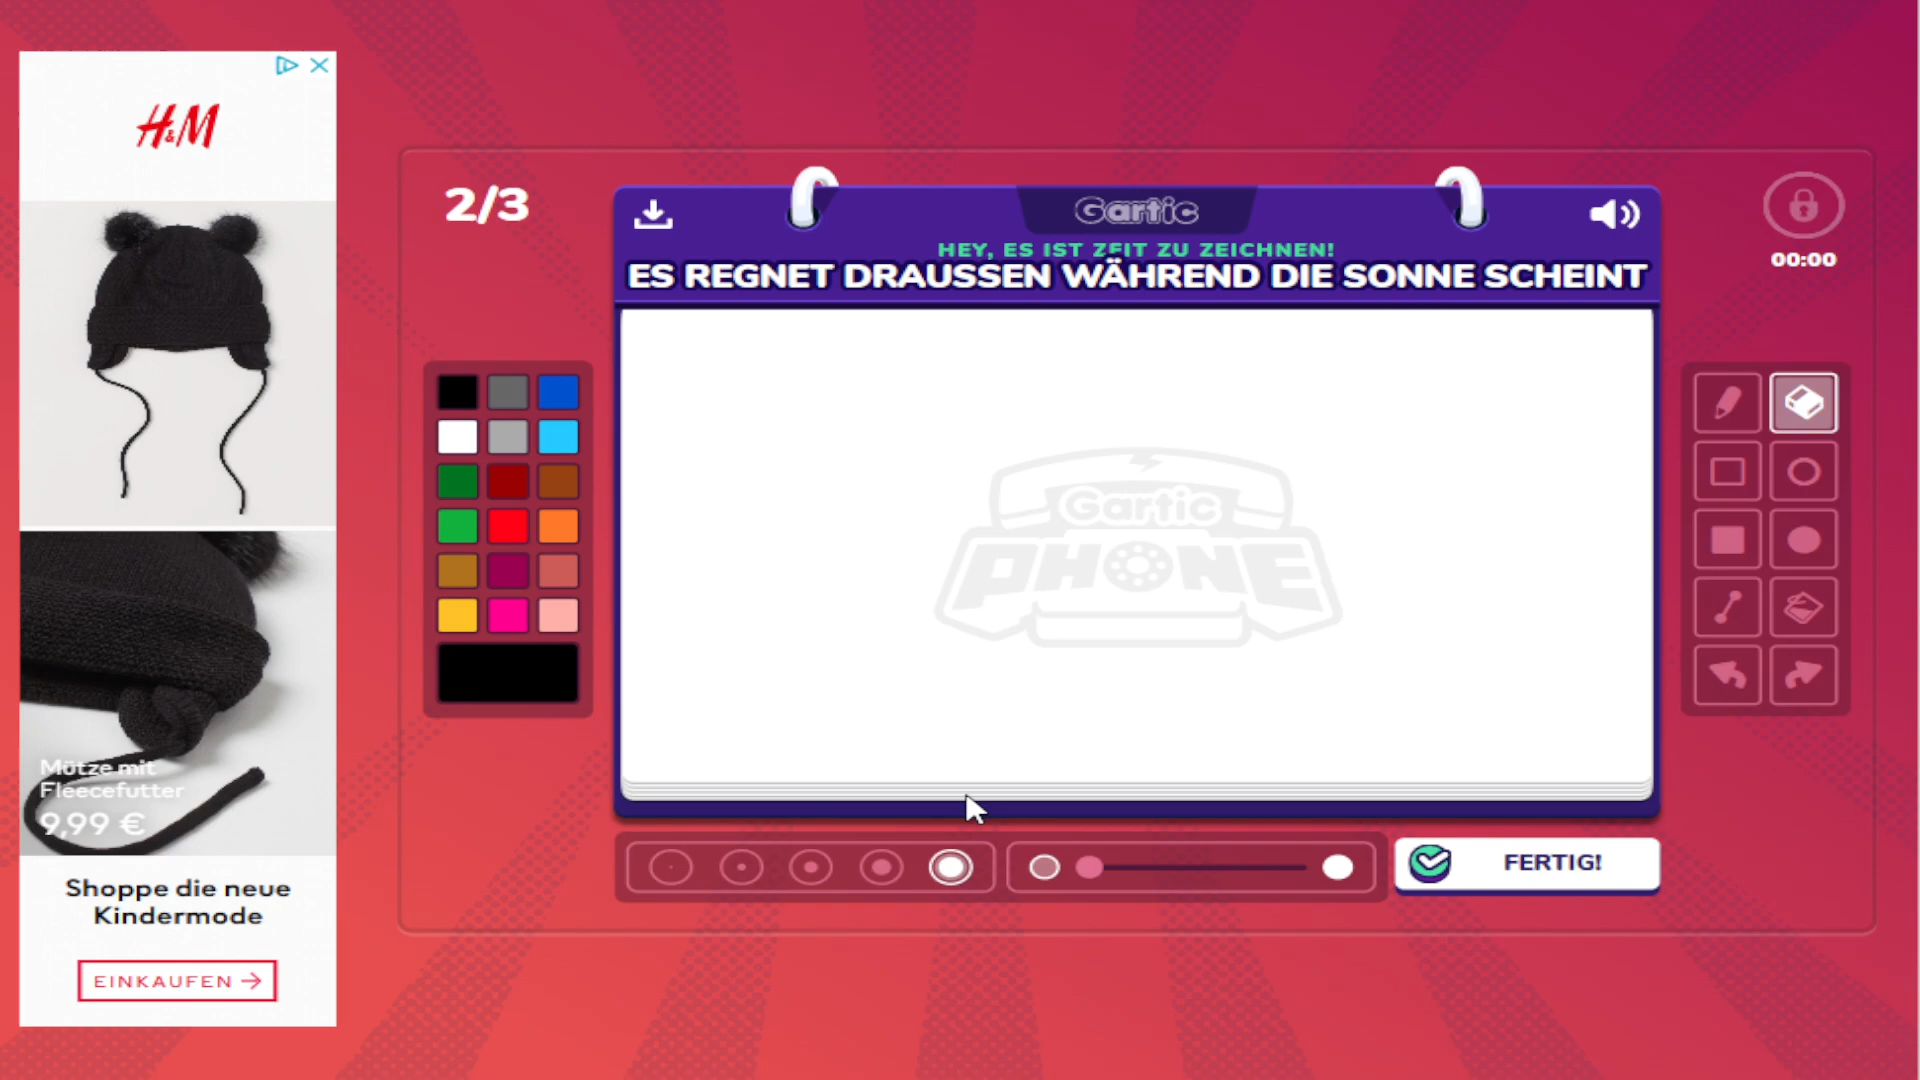 H&M
Mütze mit
Fleecefutter
9,99 €
Shoppe die neue
Kindermode
EINKAUFEN
2/3
Gartic
HEY, ES IST ZEIT ZU ZEICHNEN!
ES REGNET DRAUSSEN WÄHREND DIE SONNE SCHEINT
00:00
Gartic
PHONE
FERTIG!